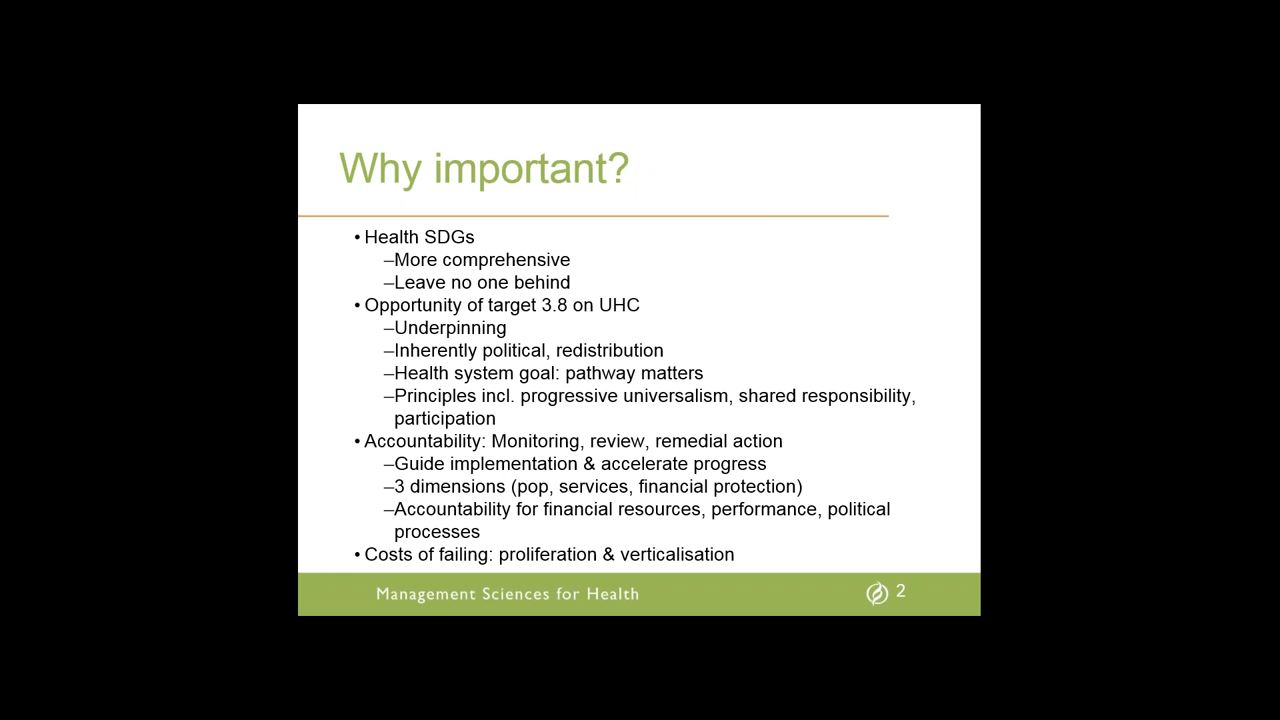 Why important?
• Health SDGs
–More comprehensive
–Leave no one behind
• Opportunity of target 3.8 on UHC
–Underpinning
–Inherently political, redistribution
–Health system goal: pathway matters
–Principles incl. progressive universalism, shared responsibility,
participation
• Accountability: Monitoring, review, remedial action
–Guide implementation & accelerate progress
–3 dimensions (pop, services, financial protection)
–Accountability for financial resources, performance, political
processes
• Costs of failing: proliferation & verticalisation
Management Sciences for Health
2